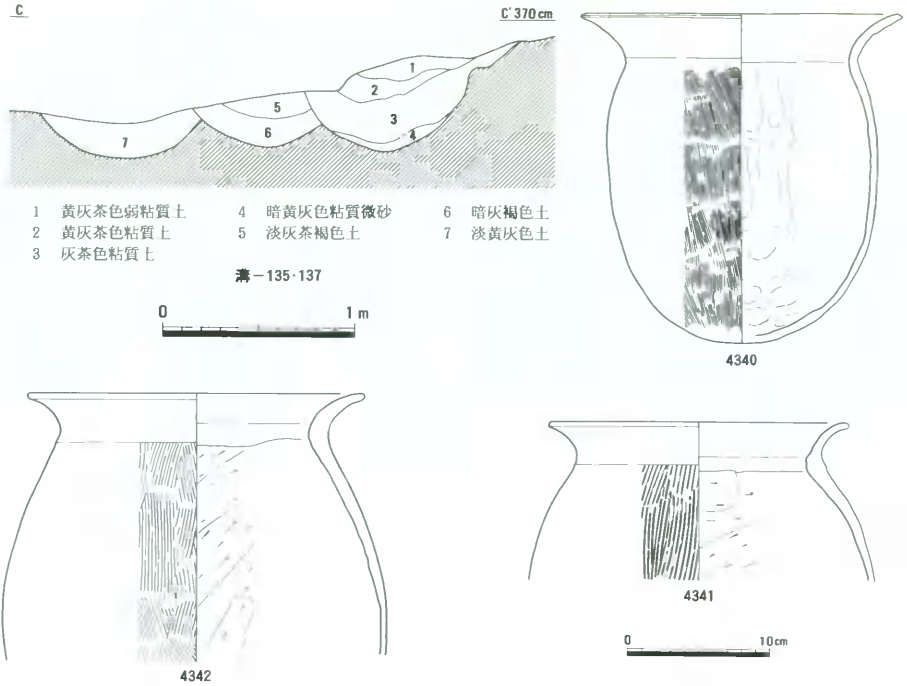 C
C' 370cm
1
2
3
4
5
6
7
1 黄灰茶色弱粘質土
2 黄灰茶色粘質土
3 灰茶色粘質土
4 暗黄灰色粘質微砂
5 淡灰茶褐色土
6 暗灰褐色土
7 淡黄灰色土
溝－135·137
0 1m
4340
4342
4341
0 10cm